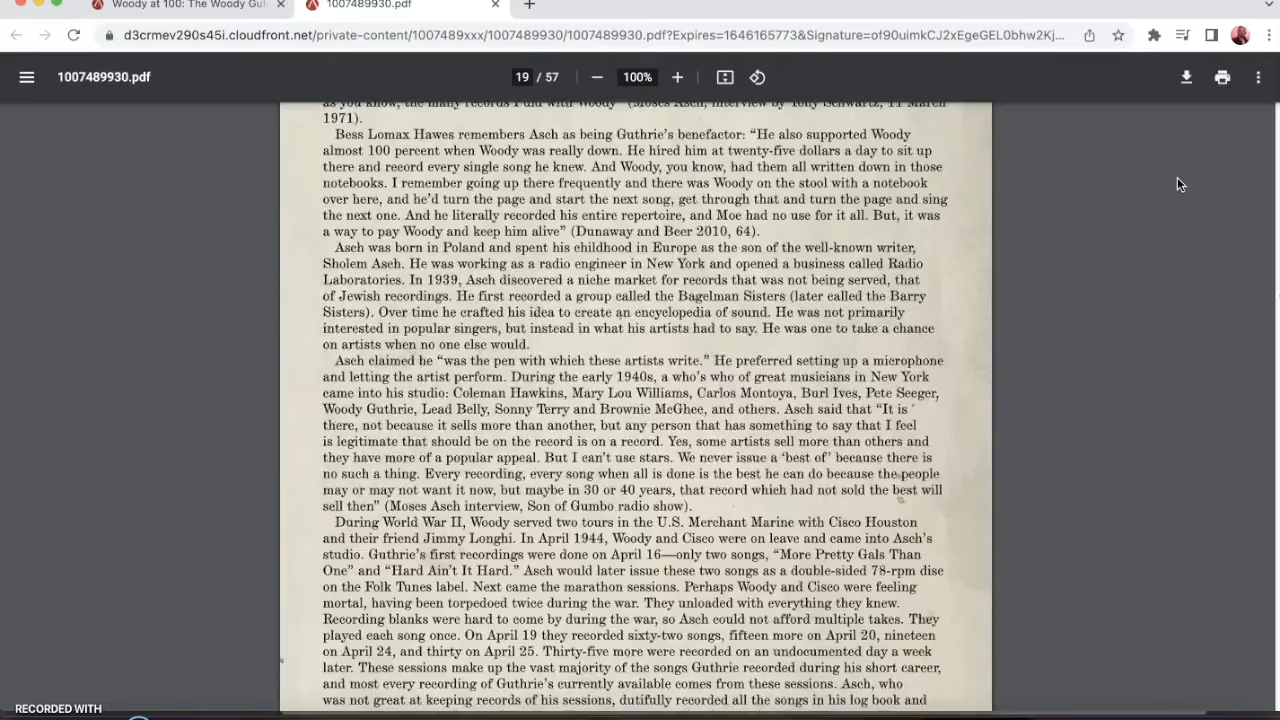 Woody at 100: The Woody Gut
1007489930.pdf
d3crmev290s45i.cloudfront.net/private-content/1007489xxx/1007489930/1007489930.pdf?Expires=1646165773&Signature=of90uimkCJ2xEgeGEL0bhw2Kj...
1007489930.pdf
19 / 57
100%
as you know, the many records I did with Woody" (Moses Asch, interview by Tony Schwartz, 11 March
1971).
Bess Lomax Hawes remembers Asch as being Guthrie's benefactor: "He also supported Woody
almost 100 percent when Woody was really down. He hired him at twenty-five dollars a day to sit up
there and record every single song he knew. And Woody, you know, had them all written down in those
notebooks. I remember going up there frequently and there was Woody on the stool with a notebook
over here, and he'd turn the page and start the next song, get through that and turn the page and sing
the next one. And he literally recorded his entire repertoire, and Moe had no use for it all. But, it was
a way to pay Woody and keep him alive" (Dunaway and Beer 2010, 64).
Asch was born in Poland and spent his childhood in Europe as the son of the well-known writer,
Sholem Asch. He was working as a radio engineer in New York and opened a business called Radio
Laboratories. In 1939, Asch discovered a niche market for records that was not being served, that
of Jewish recordings. He first recorded a group called the Bagelman Sisters (later called the Barry
Sisters). Over time he crafted his idea to create an encyclopedia of sound. He was not primarily
interested in popular singers, but instead in what his artists had to say. He was one to take a chance
on artists when no one else would.
Asch claimed he "was the pen with which these artists write." He preferred setting up a microphone
and letting the artist perform. During the early 1940s, a who's who of great musicians in New York
came into his studio: Coleman Hawkins, Mary Lou Williams, Carlos Montoya, Burl Ives, Pete Seeger,
Woody Guthrie, Lead Belly, Sonny Terry and Brownie McGhee, and others. Asch said that "It is
there, not because it sells more than another, but any person that has something to say that I feel
is legitimate that should be on the record is on a record. Yes, some artists sell more than others and
they have more of a popular appeal. But I can't use stars. We never issue a 'best of' because there is
no such a thing. Every recording, every song when all is done is the best he can do because the people
may or may not want it now, but maybe in 30 or 40 years, that record which had not sold the best will
sell then" (Moses Asch interview, Son of Gumbo radio show).
During World War II, Woody served two tours in the U.S. Merchant Marine with Cisco Houston
and their friend Jimmy Longhi. In April 1944, Woody and Cisco were on leave and came into Asch's
studio. Guthrie's first recordings were done on April 16—only two songs, "More Pretty Gals Than
One" and "Hard Ain't It Hard." Asch would later issue these two songs as a double-sided 78-rpm disc
on the Folk Tunes label. Next came the marathon sessions. Perhaps Woody and Cisco were feeling
mortal, having been torpedoed twice during the war. They unloaded with everything they knew.
Recording blanks were hard to come by during the war, so Asch could not afford multiple takes. They
played each song once. On April 19 they recorded sixty-two songs, fifteen more on April 20, nineteen
on April 24, and thirty on April 25. Thirty-five more were recorded on an undocumented day a week
later. These sessions make up the vast majority of the songs Guthrie recorded during his short career,
and most every recording of Guthrie's currently available comes from these sessions. Asch, who
was not great at keeping records of his sessions, dutifully recorded all the songs in his log book and
RECORDED WITH